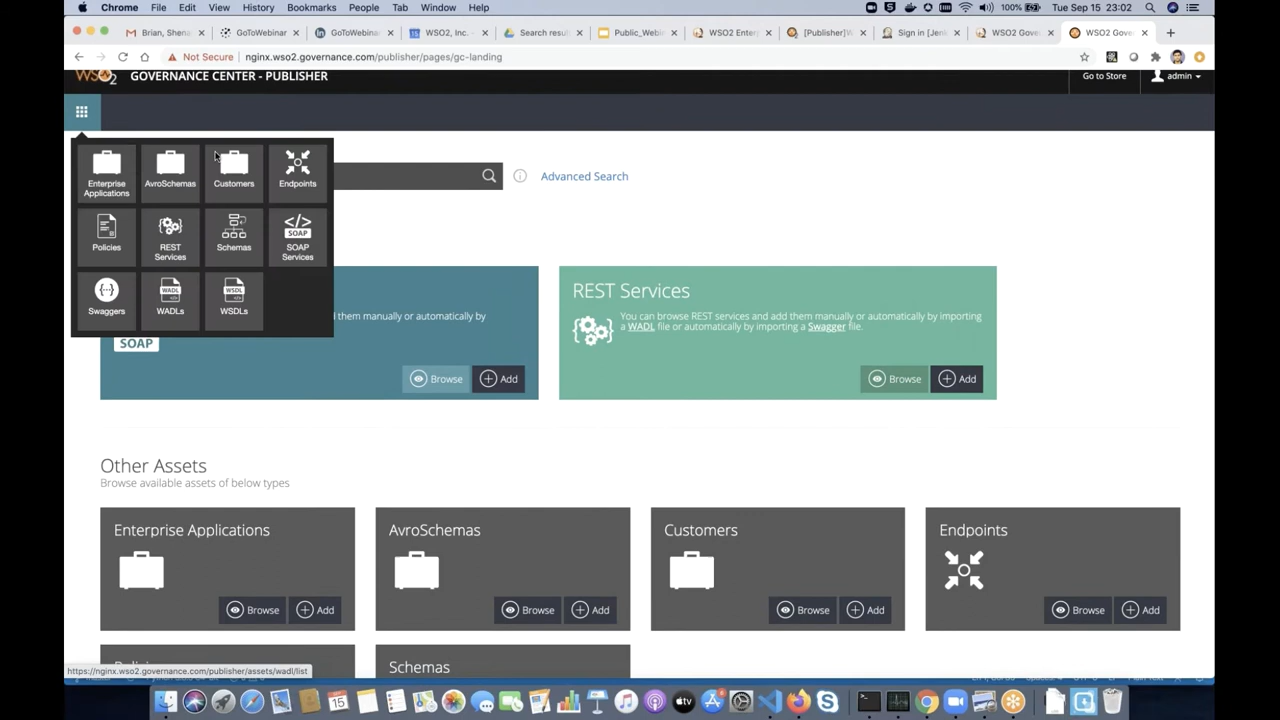 Chrome File Edit View History Bookmarks People Tab Window Help 100% Tue Sep 15 23:02
Brian, Shena GoToWebinar GoToWebinar WSO2, Inc. - Search resul Public_Webi WSO2 Enter [Publisher]W Sign in [Jenk WSO2 Gove WSO2 Gove
Not Secure nginx.wso2.governance.com/publisher/pages/gc-landing
WSO2 GOVERNANCE CENTER - PUBLISHER Go to Store admin
Advanced Search
Enterprise Applications
AvroSchemas
Customers
Endpoints
Policies
REST Services
Schemas
SOAP
SOAP Services
Swaggers
WADL
WADLs
WSDL
WSDLs
them manually or automatically by
SOAP
Browse Add
REST Services
You can browse REST services and add them manually or automatically by importing
a WADL file or automatically by importing a Swagger file.
Browse Add
Other Assets
Browse available assets of below types
Enterprise Applications
Browse Add
AvroSchemas
Browse Add
Customers
Browse Add
Endpoints
Browse Add
Schemas
https://nginx.wso2.governance.com/publisher/assets/wadl/list
15
tv